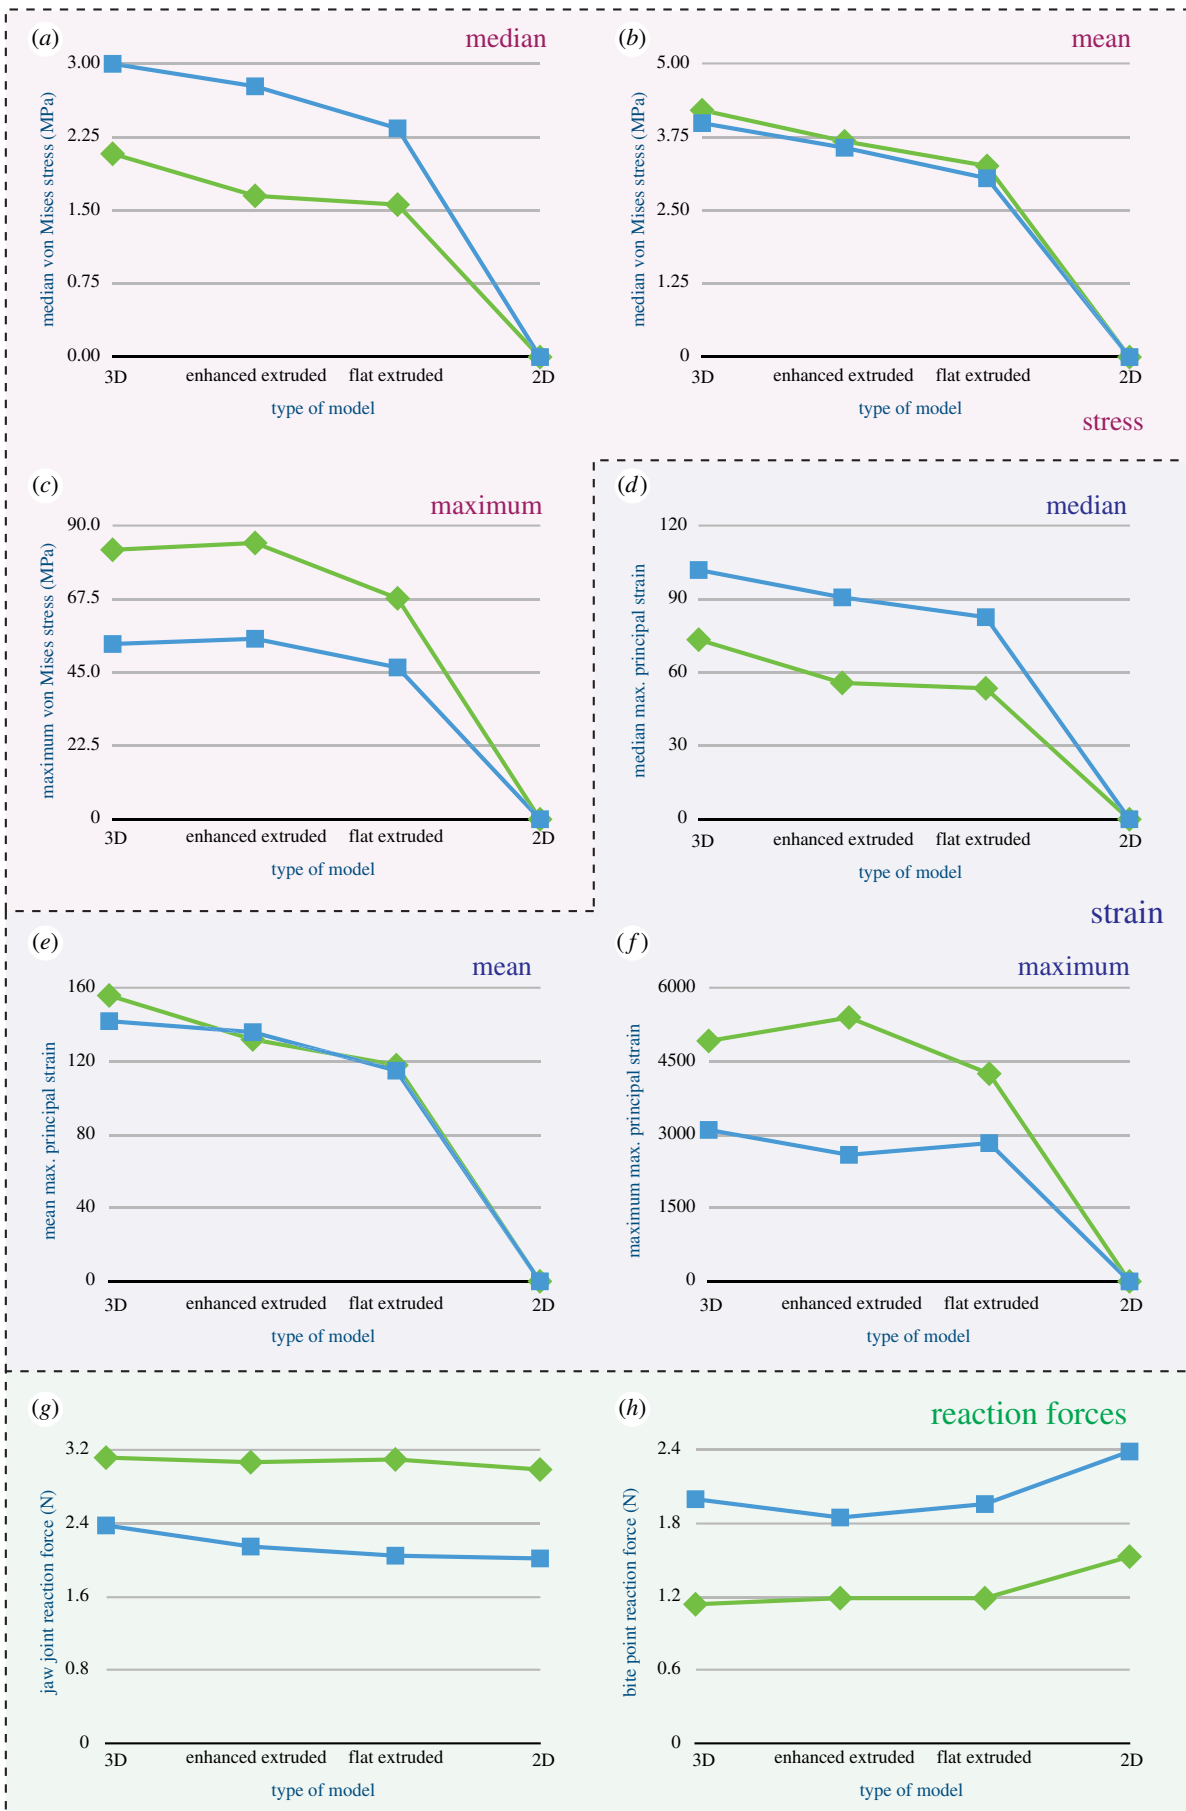 (a)
median
median von Mises stress (MPa)
3.00
2.25
1.50
0.75
0.00
3D
enhanced extruded
flat extruded
2D
type of model
(b)
mean
median von Mises stress (MPa)
5.00
3.75
2.50
1.25
0
3D
enhanced extruded
flat extruded
2D
type of model
stress
(c)
maximum
maximum von Mises stress (MPa)
90.0
67.5
45.0
22.5
0
3D
enhanced extruded
flat extruded
2D
type of model
(d)
median
median max. principal strain
120
90
60
30
0
3D
enhanced extruded
flat extruded
2D
type of model
strain
(e)
mean
mean max. principal strain
160
120
80
40
0
3D
enhanced extruded
flat extruded
2D
type of model
(f)
maximum
maximum max. principal strain
6000
4500
3000
1500
0
3D
enhanced extruded
flat extruded
2D
type of model
(g)
jaw joint reaction force (N)
3.2
2.4
1.6
0.8
0
3D
enhanced extruded
flat extruded
2D
type of model
(h)
reaction forces
bite point reaction force (N)
2.4
1.8
1.2
0.6
0
3D
enhanced extruded
flat extruded
2D
type of model